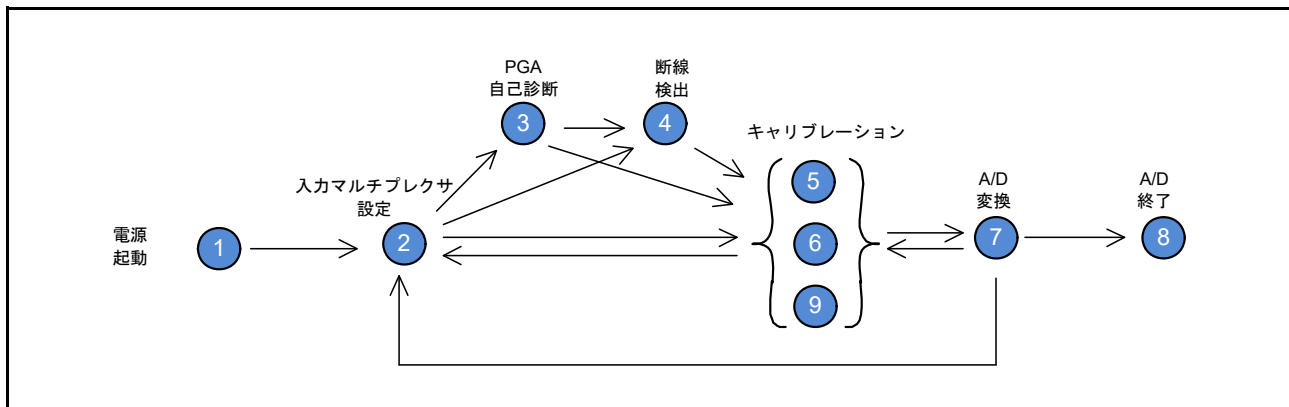 PGA
自己診断
断線
検出
3
4
キャリブレーション
入力マルチプレクサ
設定
5
A/D
変換
A/D
終了
電源
起動
1
2
6
7
8
9